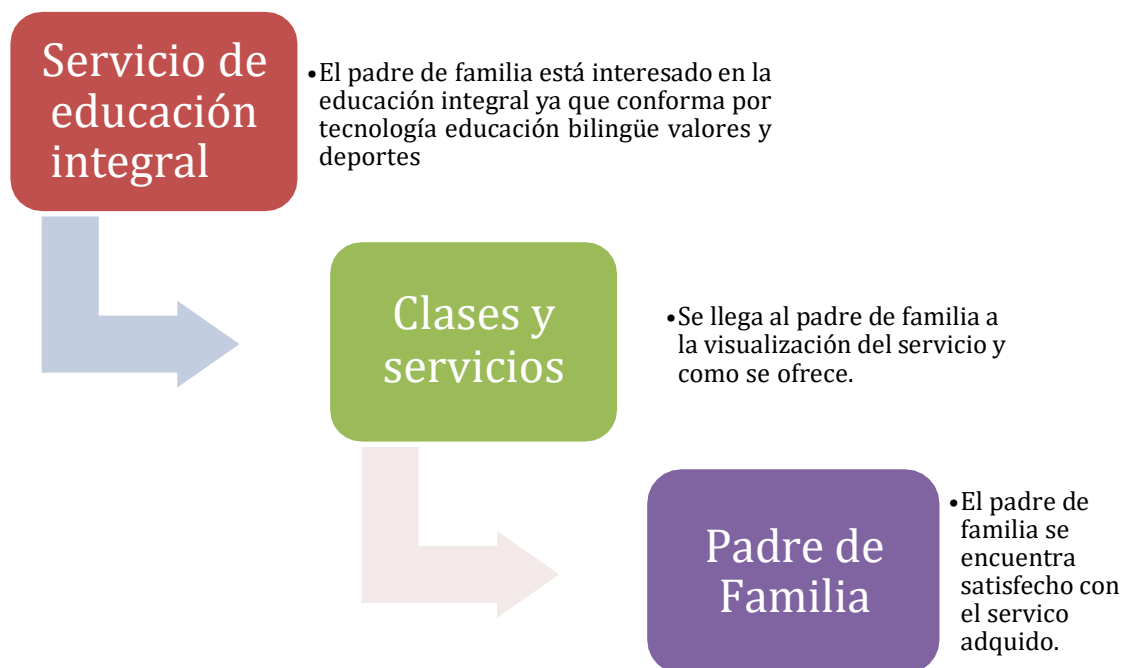 Servicio de
educación
integral
•El padre de familia está interesado en la
educación integral ya que conforma por
tecnología educación bilingüe valores y
deportes
Clases y
servicios
•Se llega al padre de familia a
la visualización del servicio y
como se ofrece.
Padre de
Familia
•El padre de
familia se
encuentra
satisfecho con
el servico
adquido.